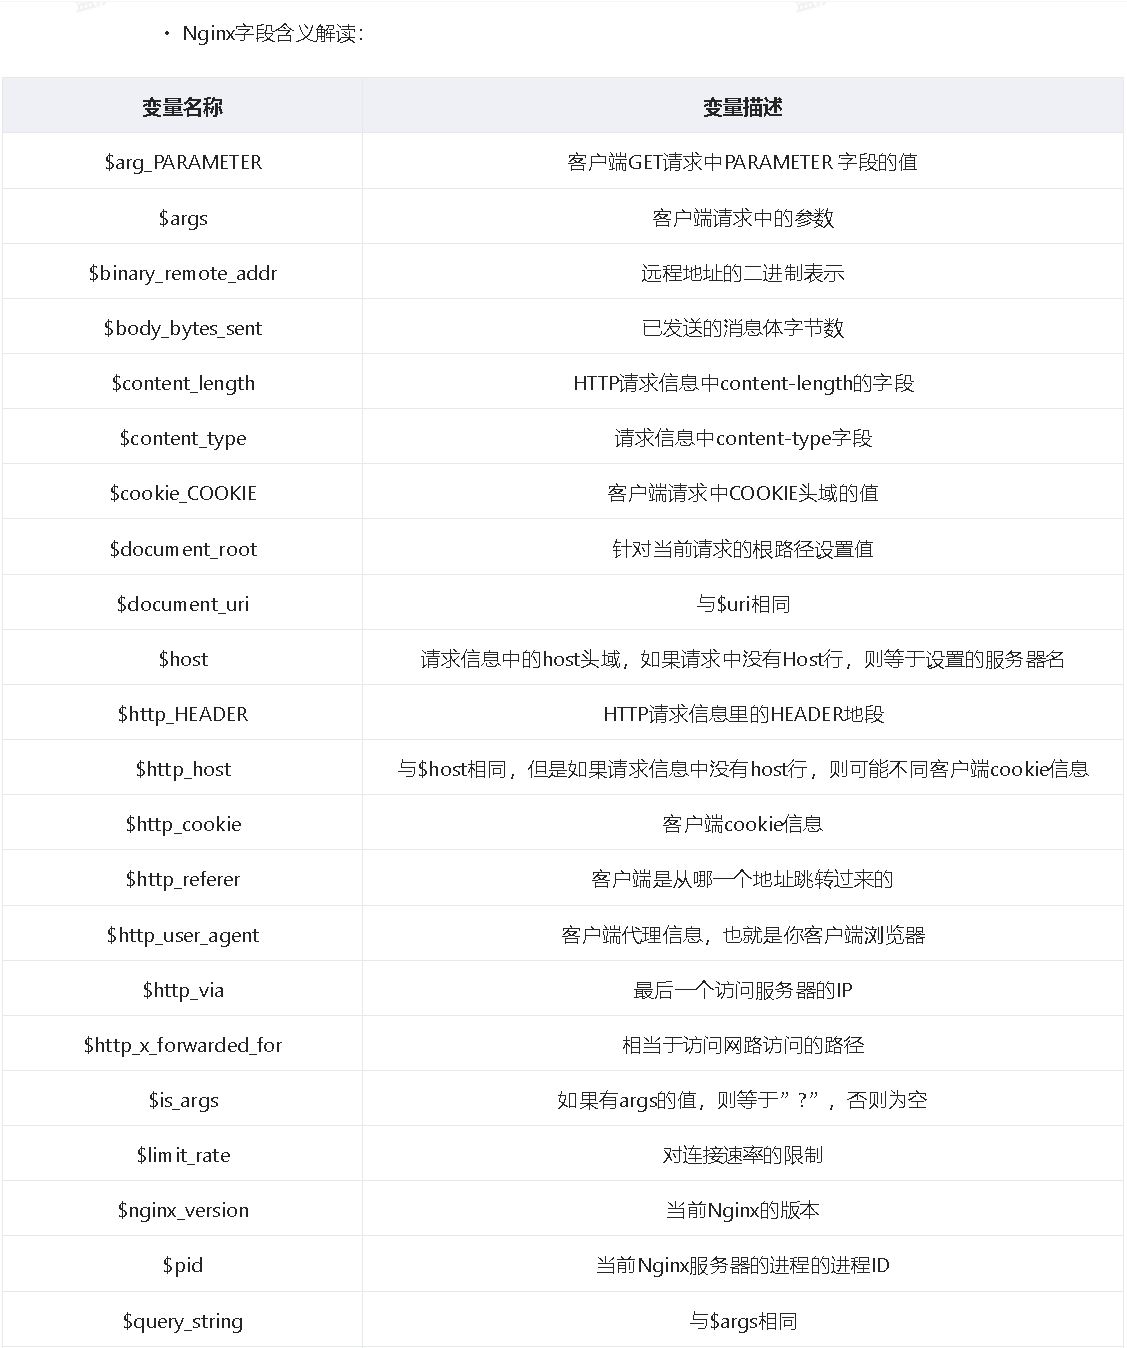 • Nginx字段含义解读：
变量名称 变量描述
$arg_PARAMETER 客户端GET请求中PARAMETER 字段的值
$args 客户端请求中的参数
$binary_remote_addr 远程地址的二进制表示
$body_bytes_sent 已发送的消息体字节数
$content_length HTTP请求信息中content-length的字段
$content_type 请求信息中content-type字段
$cookie_COOKIE 客户端请求中COOKIE头域的值
$document_root 针对当前请求的根路径设置值
$document_uri 与$uri相同
$host 请求信息中的host头域，如果请求中没有Host行，则等于设置的服务器名
$http_HEADER HTTP请求信息里的HEADER地段
$http_host 与$host相同，但是如果请求信息中没有host行，则可能不同客户端cookie信息
$http_cookie 客户端cookie信息
$http_referer 客户端是从哪一个地址跳转过来的
$http_user_agent 客户端代理信息，也就是你客户端浏览器
$http_via 最后一个访问服务器的IP
$http_x_forwarded_for 相当于访问网路访问的路径
$is_args 如果有args的值，则等于”?”，否则为空
$limit_rate 对连接速率的限制
$nginx_version 当前Nginx的版本
$pid 当前Nginx服务器的进程的进程ID
$query_string 与$args相同